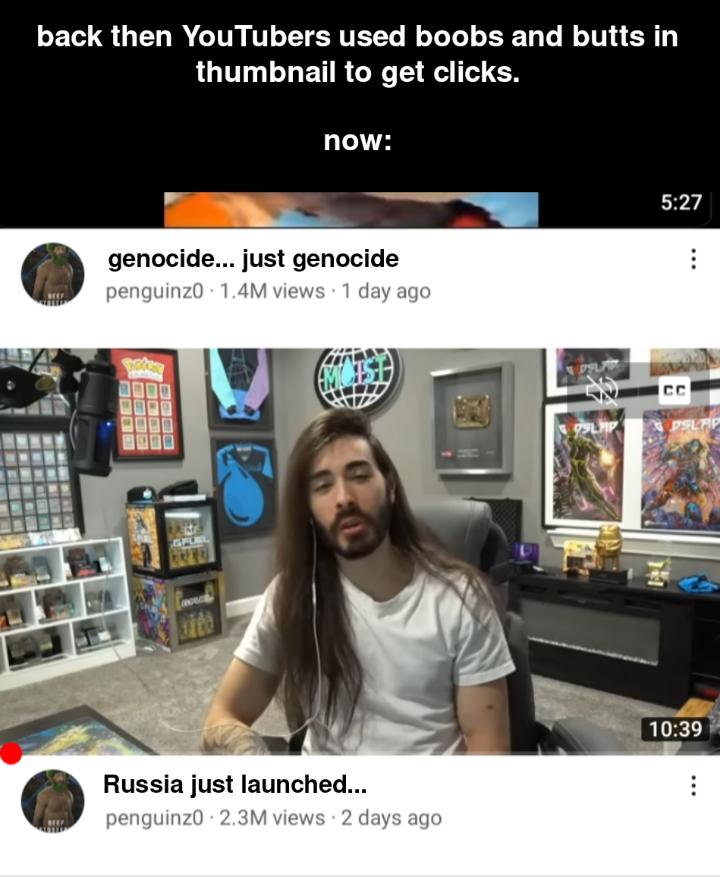 back then YouTubers used boobs and butts in
thumbnail to get clicks.
now:
5:27
genocide... just genocide
penguinz0 · 1.4M views · 1 day ago
MOIST
CC
GODSLAP
GODSLAP
GFUEL
10:39
Russia just launched...
penguinz0 · 2.3M views · 2 days ago